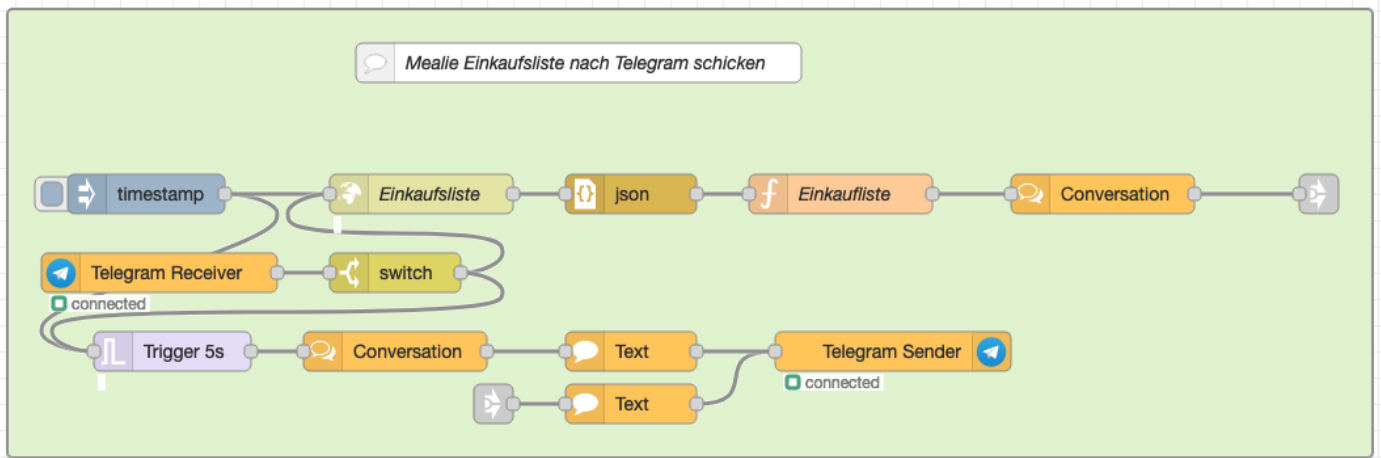 Mealie Einkaufsliste nach Telegram schicken
timestamp
Einkaufsliste
json
Einkaufliste
Conversation
Telegram Receiver
switch
connected
Trigger 5s
Conversation
Text
Telegram Sender
connected
Text